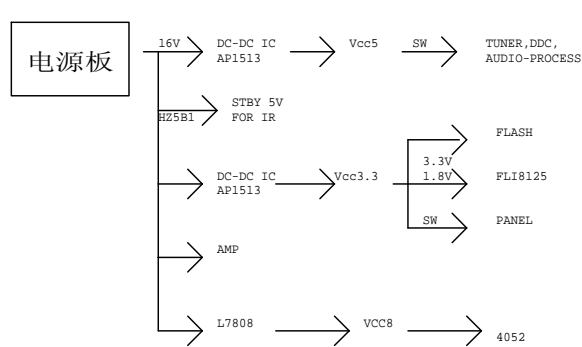 电源板
16V
DC-DC IC
AP1513
Vcc5
SW
TUNER,DDC,
AUDIO-PROCESS
HZ5B1
STBY 5V
FOR IR
DC-DC IC
AP1513
Vcc3.3
3.3V
1.8V
SW
FLASH
FLI8125
PANEL
AMP
L7808
VCC8
4052